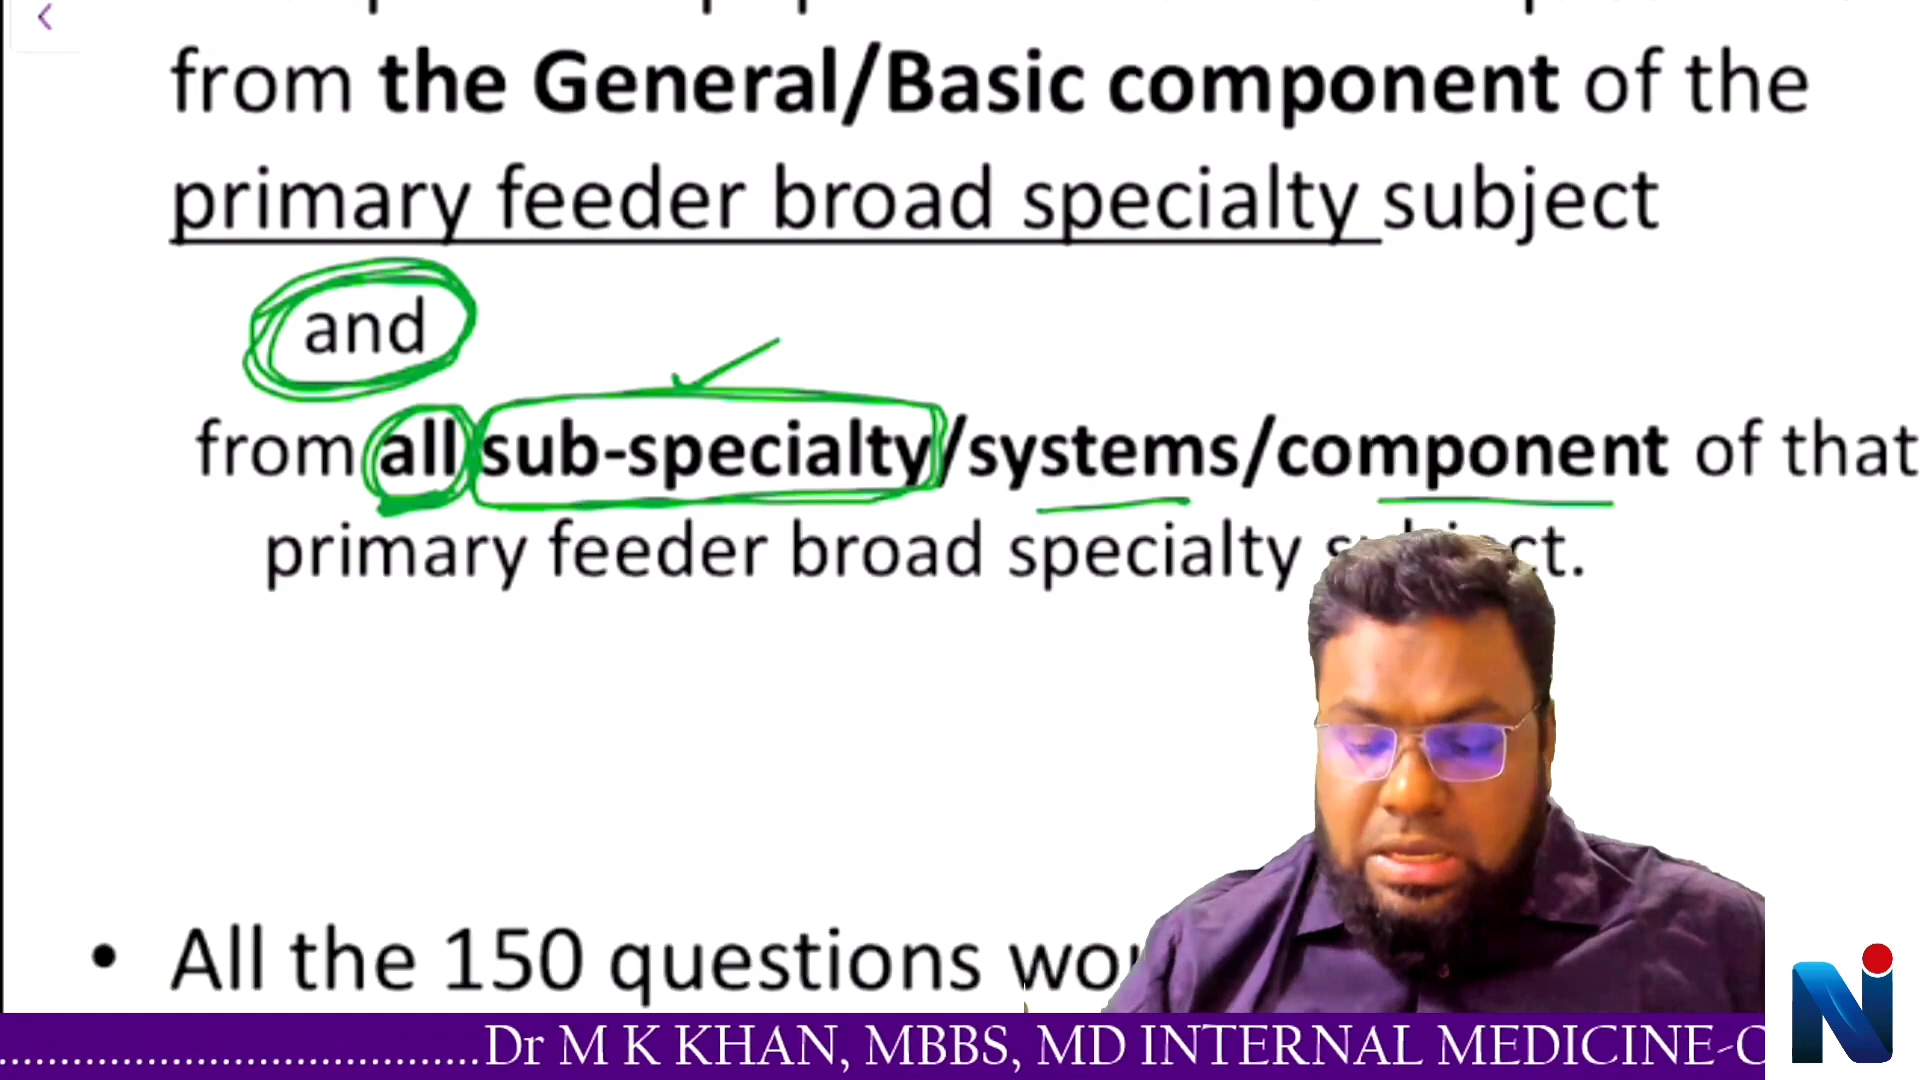 from the General/Basic component of the
primary feeder broad specialty subject
and
from all sub-specialty/systems/component of that
primary feeder broad specialty
All the 150 questions
Dr M K KHAN, MBBS, MD INTERNAL MEDICINE-